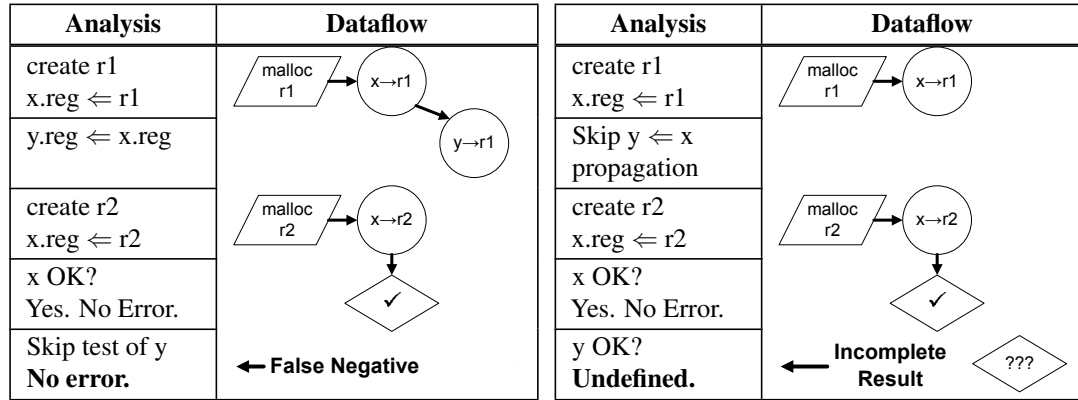 Analysis
Dataflow
create r1
x.reg ⇐ r1
malloc
r1
x→r1
y.reg ⇐ x.reg
y→r1
create r2
x.reg ⇐ r2
malloc
r2
x→r2
x OK?
Yes. No Error.
✓
Skip test of y
No error.
False Negative
Analysis
Dataflow
create r1
x.reg ⇐ r1
malloc
r1
x→r1
Skip y ⇐ x
propagation
create r2
x.reg ⇐ r2
malloc
r2
x→r2
x OK?
Yes. No Error.
✓
y OK?
Undefined.
Incomplete
Result
???